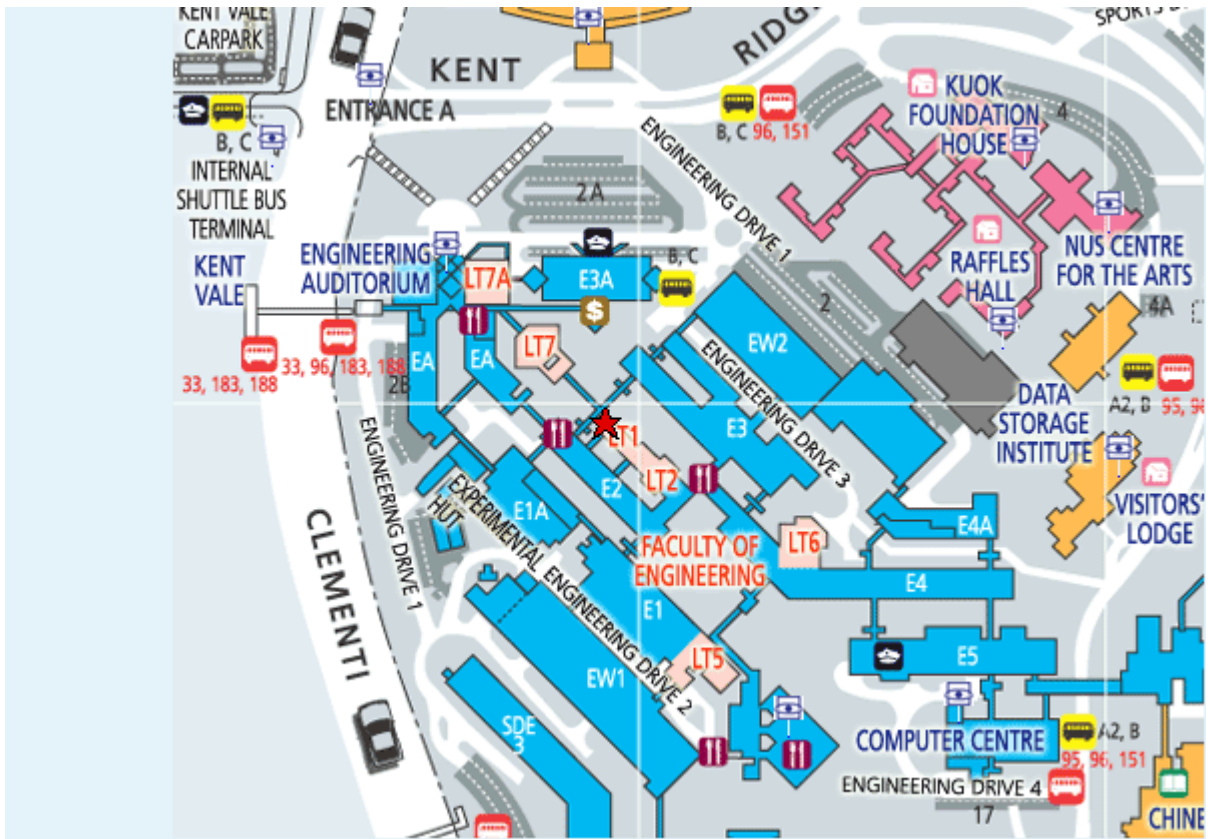 KENT VALE
CARPARK
KENT
RIDG
SPORTS D
ENTRANCE A
B, C
INTERNAL
SHUTTLE BUS
TERMINAL
B, C 96, 151
KUOK
FOUNDATION
HOUSE
4
ENGINEERING DRIVE 1
2A
KENT
VALE
ENGINEERING
AUDITORIUM
LT7A
E3A
B, C
RAFFLES
HALL
NUS CENTRE
FOR THE ARTS
2
4A
$
33, 183, 188
33, 96, 183, 188
2B
EA
EA
LT7
EW2
ENGINEERING DRIVE 3
A2, B
95, 96
DATA
STORAGE
INSTITUTE
E3
LT1
LT2
E2
ENGINEERING DRIVE 1
EXPERIMENTAL
HUT
E1A
VISITORS'
LODGE
E4A
LT6
CLEMENTI
FACULTY OF
ENGINEERING
E4
ENGINEERING DRIVE 2
E1
LT5
E5
EW1
SDE
3
COMPUTER CENTRE
A2, B
95, 96, 151
ENGINEERING DRIVE 4
17
CHINE